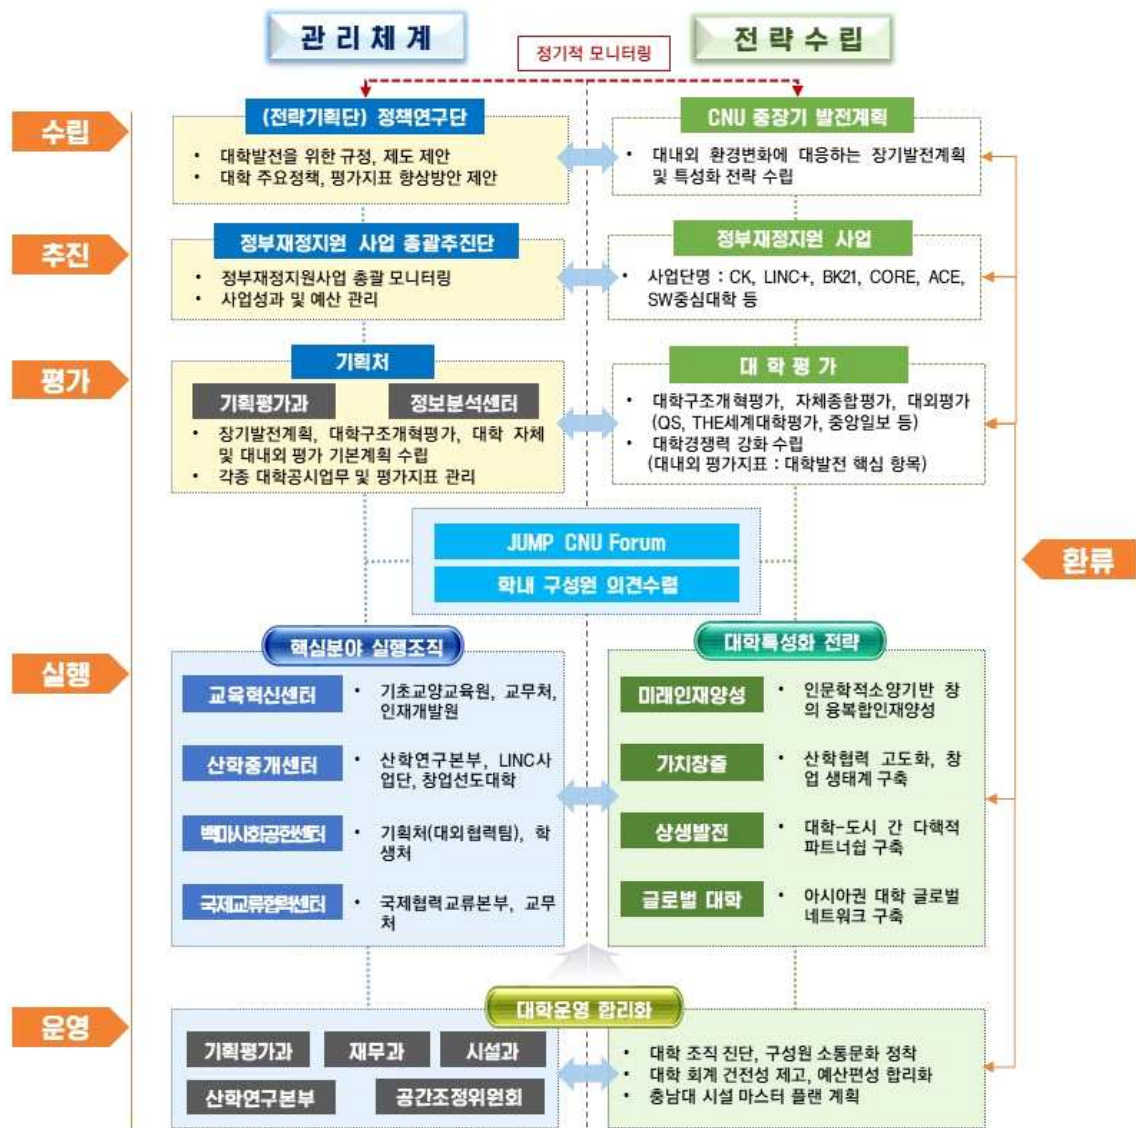 관리체계
전략수립
정기적 모니터링
수립
(전략기획단) 정책연구단
• 대학발전을 위한 규정, 제도 제안
• 대학 주요정책, 평가지표 향상방안 제안
CNU 중장기 발전계획
• 대내외 환경변화에 대응하는 장기발전계획
및 특성화 전략 수립
추진
정부재정지원 사업 총괄추진단
• 정부재정지원사업 총괄 모니터링
• 사업성과 및 예산 관리
정부재정지원 사업
• 사업단명 : CK, LINC+, BK21, CORE, ACE,
SW중심대학 등
평가
기획처
기획평가과
정보분석센터
• 장기발전계획, 대학구조개혁평가, 대학 자체
및 대내외 평가 기본계획 수립
• 각종 대학공시업무 및 평가지표 관리
대학평가
• 대학구조개혁평가, 자체종합평가, 대외평가
(QS, THE세계대학평가, 중앙일보 등)
• 대학경쟁력 강화 수립
(대내외 평가지표 : 대학발전 핵심 항목)
JUMP CNU Forum
학내 구성원 의견수렴
환류
실행
핵심분야 실행조직
교육혁신센터
• 기초교양교육원, 교무처,
인재개발원
산학중개센터
• 산학연구본부, LINC사
업단, 창업선도대학
백마사회공헌센터
• 기획처(대외협력팀), 학
생처
국제교류협력센터
• 국제협력교류본부, 교무
처
대학특성화 전략
미래인재양성
• 인문학적소양기반 창
의 융복합인재양성
가치창출
• 산학협력 고도화, 창
업 생태계 구축
상생발전
• 대학-도시 간 다핵적
파트너쉽 구축
글로벌 대학
• 아시아권 대학 글로벌
네트워크 구축
운영
대학운영 합리화
기획평가과
재무과
시설과
산학연구본부
공간조정위원회
• 대학 조직 진단, 구성원 소통문화 정착
• 대학 회계 건전성 제고, 예산편성 합리화
• 충남대 시설 마스터 플랜 계획